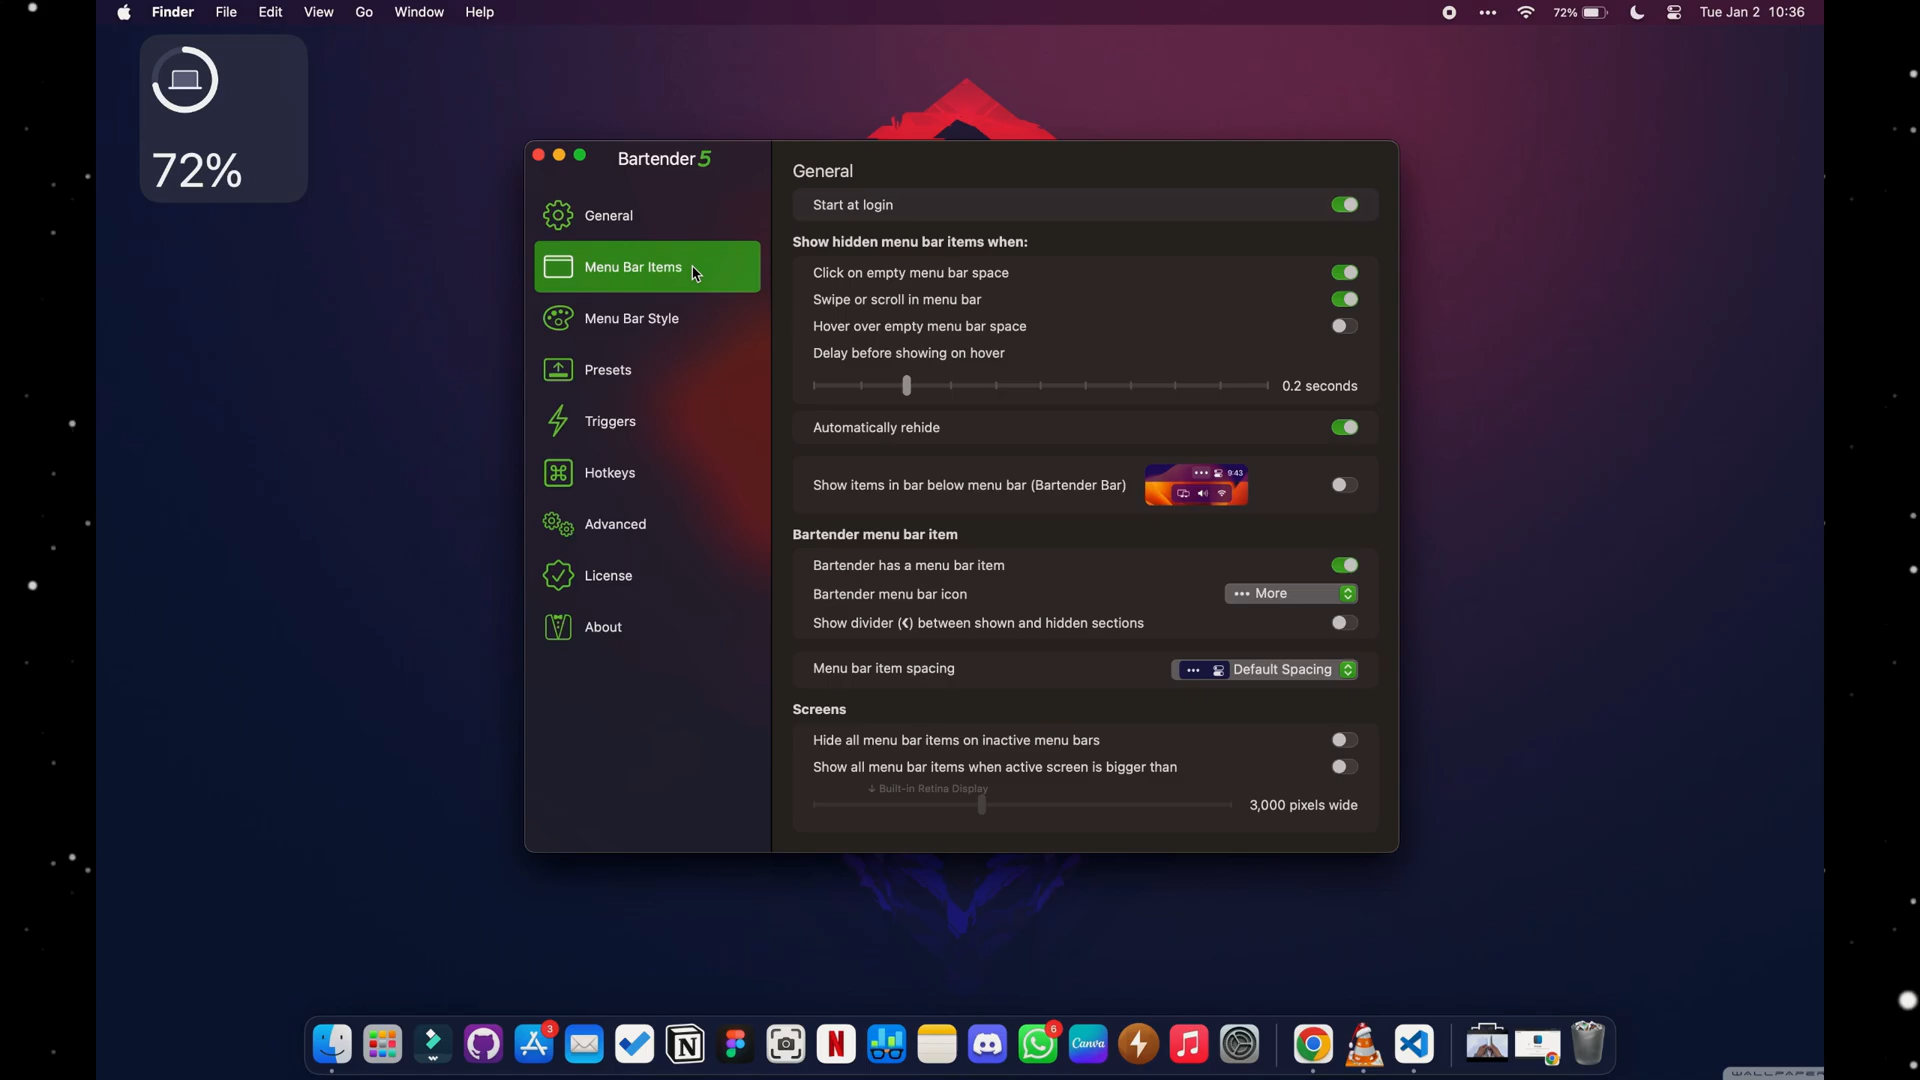 Finder File Edit View Go Window Help
72% Tue Jan 2 10:36
72%
Bartender 5
General
Menu Bar Items
Menu Bar Style
Presets
Triggers
Hotkeys
Advanced
License
About
General
Start at login
Show hidden menu bar items when:
Click on empty menu bar space
Swipe or scroll in menu bar
Hover over empty menu bar space
Delay before showing on hover
0.2 seconds
Automatically rehide
Show items in bar below menu bar (Bartender Bar)
9:43
Bartender menu bar item
Bartender has a menu bar item
Bartender menu bar icon ••• More
Show divider (❮) between shown and hidden sections
Menu bar item spacing ••• Default Spacing
Screens
Hide all menu bar items on inactive menu bars
Show all menu bar items when active screen is bigger than
↓ Built-in Retina Display
3,000 pixels wide
3
N
N
6
Canva